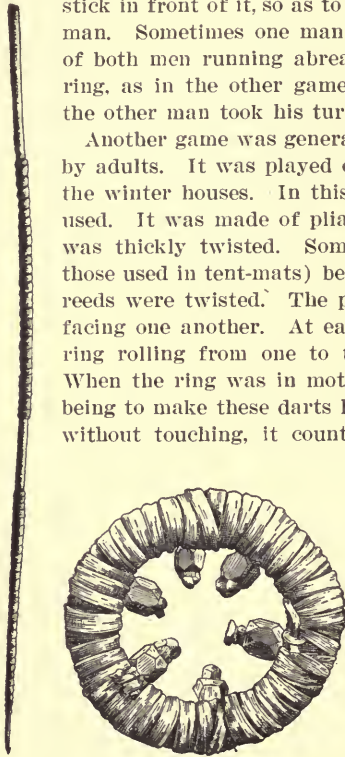 stick in front of it, so as to
man. Sometimes one man
of both men running abrea
ring, as in the other game
the other man took his tur
Another game was genera
by adults. It was played o
the winter houses. In this
used. It was made of plia
was thickly twisted. Som
those used in tent-mats) be
reeds were twisted. The p
facing one another. At ea
ring rolling from one to t
When the ring was in mot
being to make these darts h
without touching, it count